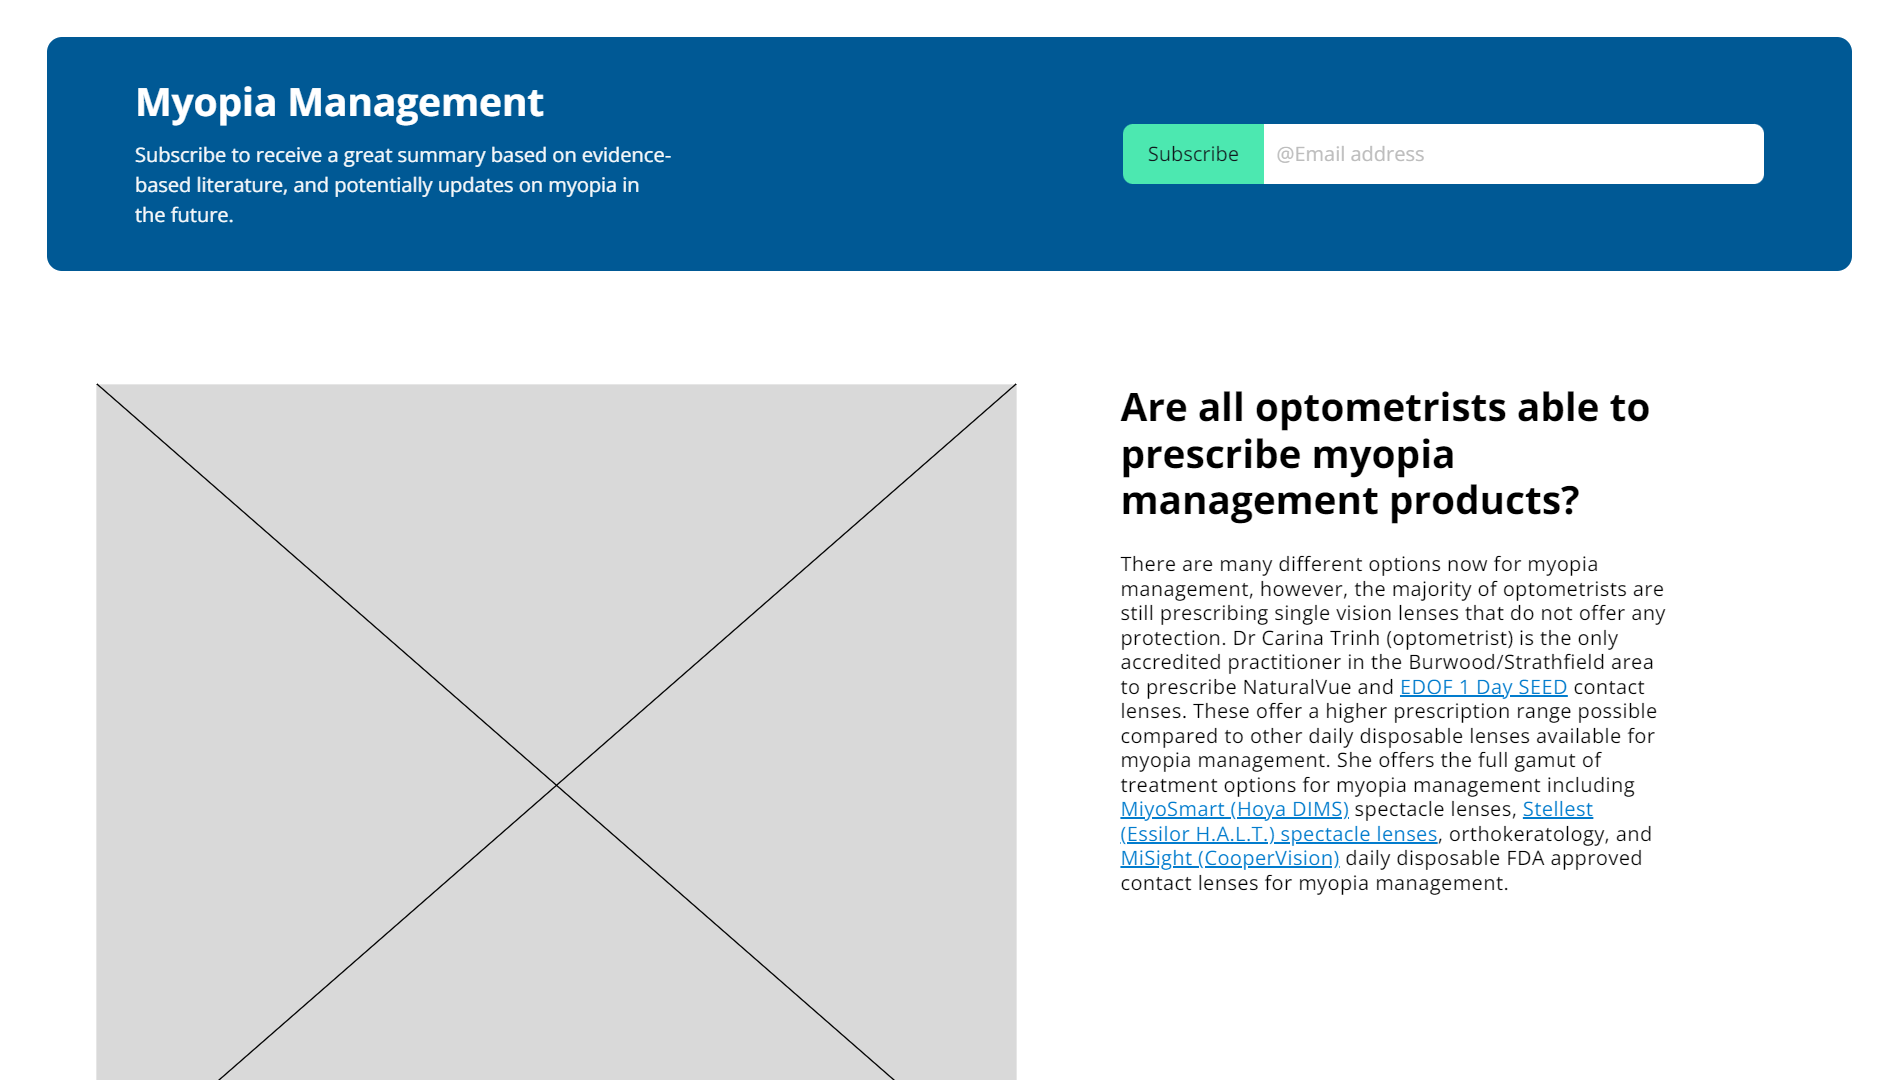 Myopia Management
Subscribe to receive a great summary based on evidence-
based literature, and potentially updates on myopia in
the future.
Subscribe
@Email address
Are all optometrists able to
prescribe myopia
management products?
There are many different options now for myopia
management, however, the majority of optometrists are
still prescribing single vision lenses that do not offer any
protection. Dr Carina Trinh (optometrist) is the only
accredited practitioner in the Burwood/Strathfield area
to prescribe NaturalVue and EDOF 1 Day SEED contact
lenses. These offer a higher prescription range possible
compared to other daily disposable lenses available for
myopia management. She offers the full gamut of
treatment options for myopia management including
MiyoSmart (Hoya DIMS) spectacle lenses, Stellest
(Essilor H.A.L.T.) spectacle lenses, orthokeratology, and
MiSight (CooperVision) daily disposable FDA approved
contact lenses for myopia management.